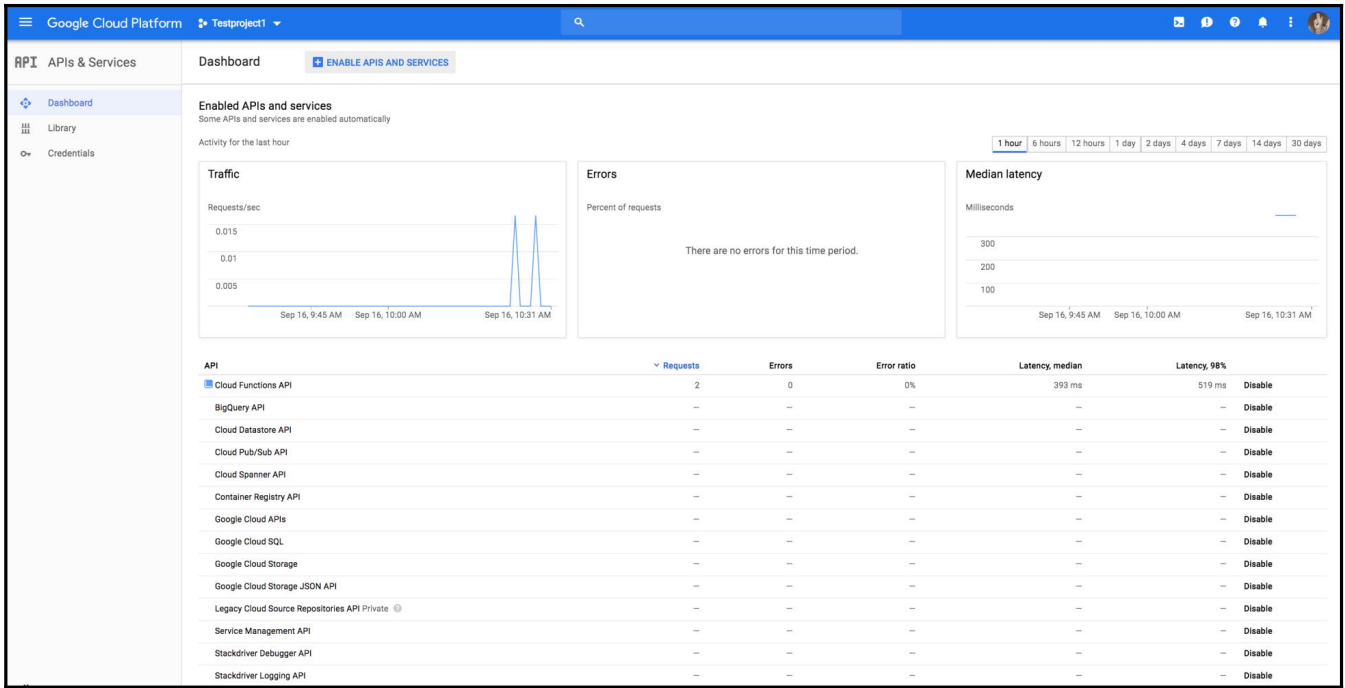 Google Cloud Platform Testproject1
API APIs & Services
Dashboard
Library
Credentials
Dashboard ENABLE APIS AND SERVICES
Enabled APIs and services
Some APIs and services are enabled automatically
Activity for the last hour
1 hour 6 hours 12 hours 1 day 2 days 4 days 7 days 14 days 30 days
Traffic
Requests/sec
0.015
0.01
0.005
Sep 16, 9:45 AM Sep 16, 10:00 AM Sep 16, 10:31 AM
Errors
Percent of requests
There are no errors for this time period.
Median latency
Milliseconds
300
200
100
Sep 16, 9:45 AM Sep 16, 10:00 AM Sep 16, 10:31 AM
API Requests Errors Error ratio Latency, median Latency, 98%
Cloud Functions API 2 0 0% 393 ms 519 ms Disable
BigQuery API — — — — — Disable
Cloud Datastore API — — — — — Disable
Cloud Pub/Sub API — — — — — Disable
Cloud Spanner API — — — — — Disable
Container Registry API — — — — — Disable
Google Cloud APIs — — — — — Disable
Google Cloud SQL — — — — — Disable
Google Cloud Storage — — — — — Disable
Google Cloud Storage JSON API — — — — — Disable
Legacy Cloud Source Repositories API Private — — — — — Disable
Service Management API — — — — — Disable
Stackdriver Debugger API — — — — — Disable
Stackdriver Logging API — — — — — Disable